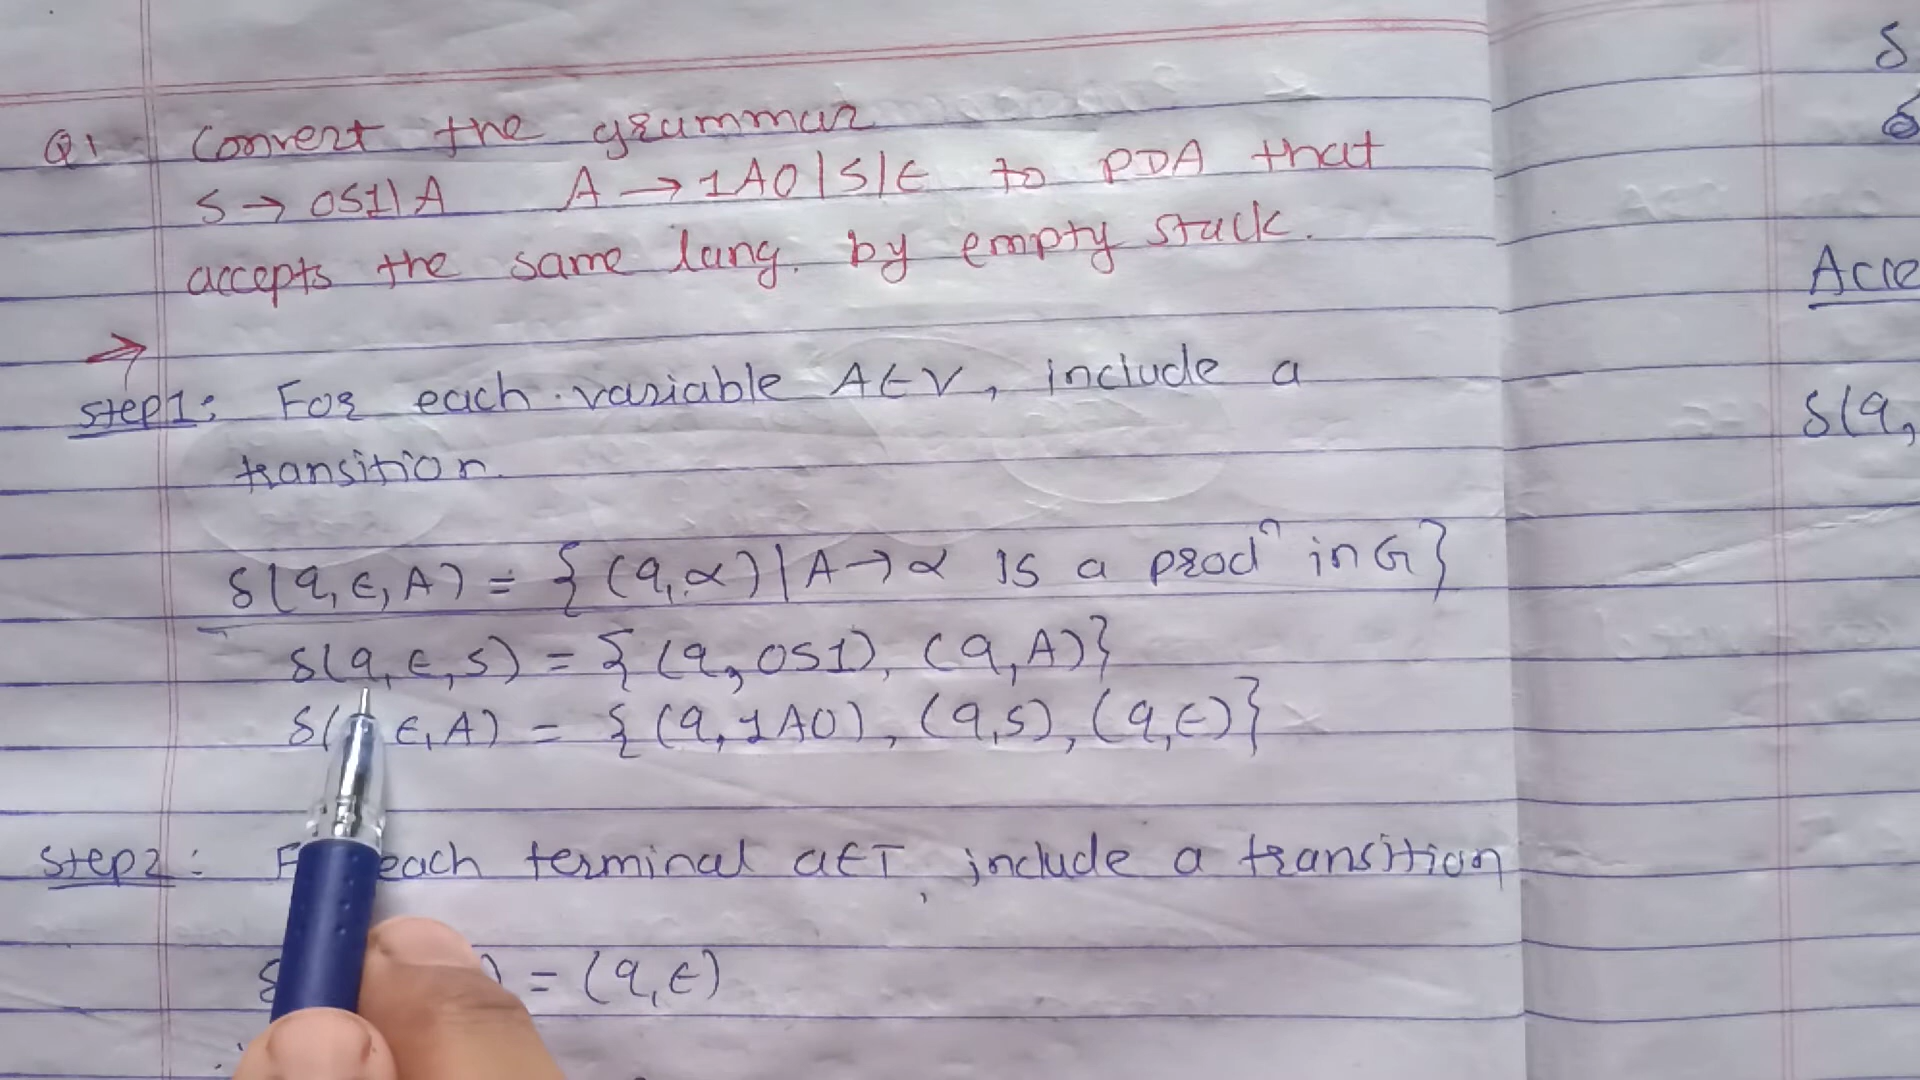 Q1 Convert the grammar
S → 0S1|A A → 1A0|S|ϵ to PDA that
accepts the same lang. by empty stack.
Step1: For each variable A∈V, include a
transition.
δ(q,ϵ,A) = {(q,α)|A→α is a prodⁿ in G}
δ(q,ϵ,S) = {(q,0S1), (q,A)}
δ( ϵ,A) = {(q,1A0), (q,S), (q,ϵ)}
Step2: each terminal a∈T, include a transition
) = (q,ϵ)
δ
δ(q,